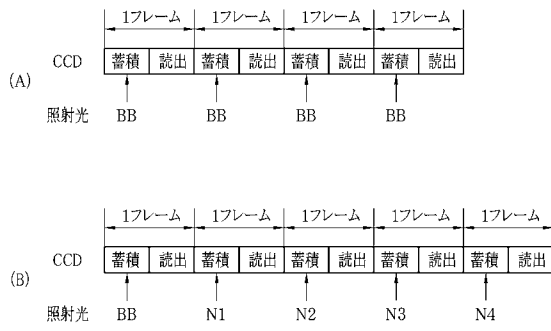 1フレーム 1フレーム 1フレーム 1フレーム
CCD 蓄積 読出 蓄積 読出 蓄積 読出 蓄積 読出
(A)
照射光 BB BB BB BB
1フレーム 1フレーム 1フレーム 1フレーム 1フレーム
CCD 蓄積 読出 蓄積 読出 蓄積 読出 蓄積 読出 蓄積 読出
(B)
照射光 BB N1 N2 N3 N4